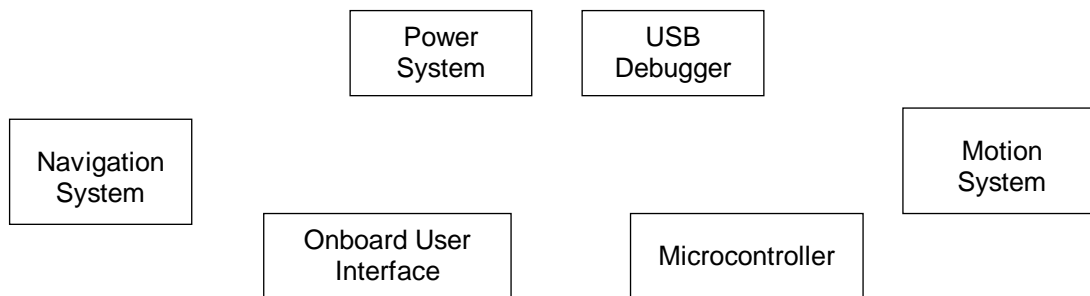 Power
System
USB
Debugger
Navigation
System
Motion
System
Onboard User
Interface
Microcontroller